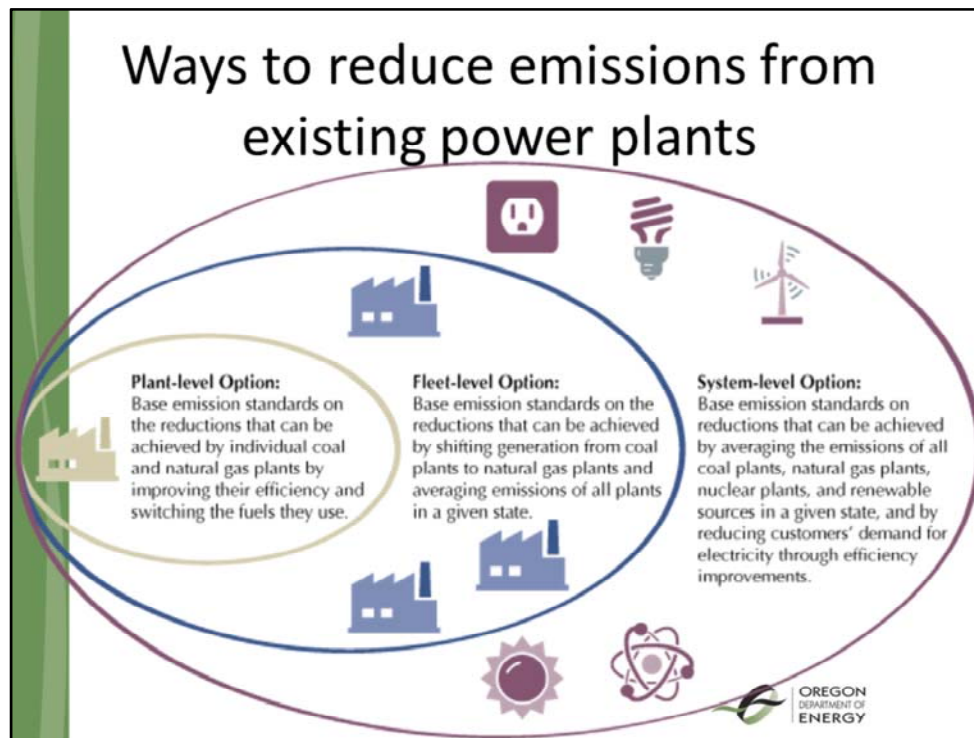 Ways to reduce emissions from
existing power plants
Plant-level Option:
Base emission standards on
the reductions that can be
achieved by individual coal
and natural gas plants by
improving their efficiency and
switching the fuels they use.
Fleet-level Option:
Base emission standards on the
reductions that can be achieved
by shifting generation from coal
plants to natural gas plants and
averaging emissions of all plants
in a given state.
System-level Option:
Base emission standards on
reductions that can be achieved
by averaging the emissions of all
coal plants, natural gas plants,
nuclear plants, and renewable
sources in a given state, and by
reducing customers’ demand for
electricity through efficiency
improvements.
OREGON
DEPARTMENT OF
ENERGY